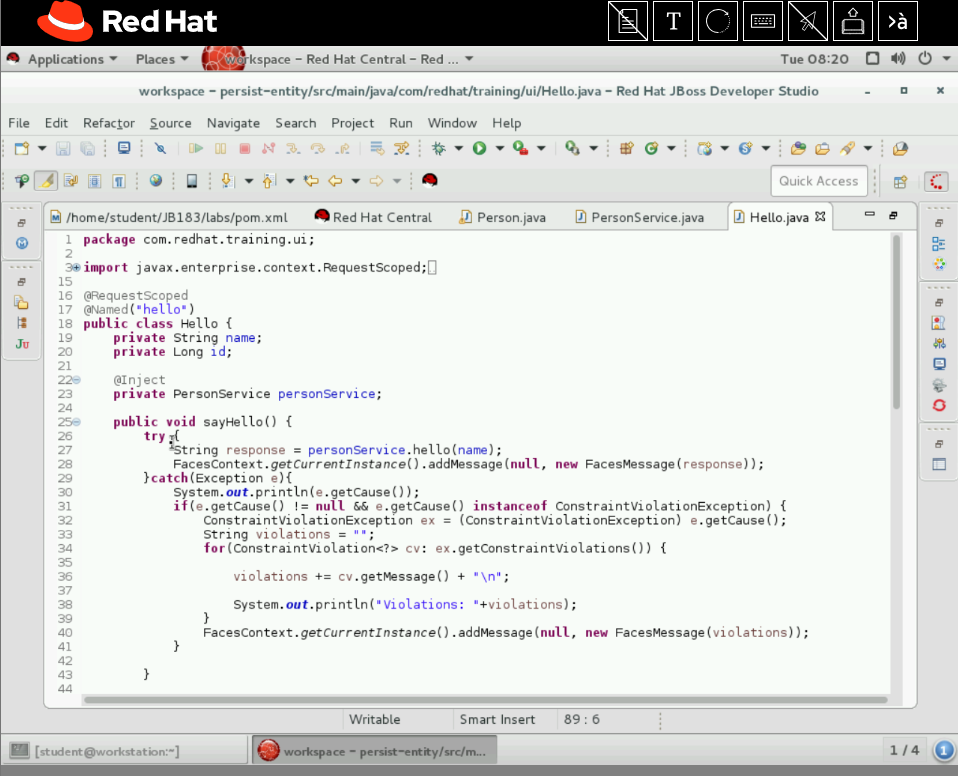 Red Hat
T
>à
Applications
Places
workspace – Red Hat Central – Red ...
Tue 08:20
workspace – persist-entity/src/main/java/com/redhat/training/ui/Hello.java – Red Hat JBoss Developer Studio
File Edit Refactor Source Navigate Search Project Run Window Help
Quick Access
/home/student/JB183/labs/pom.xml
Red Hat Central
Person.java
PersonService.java
Hello.java
1 package com.redhat.training.ui;
2
3 import javax.enterprise.context.RequestScoped;
15
16 @RequestScoped
17 @Named("hello")
18 public class Hello {
19     private String name;
20     private Long id;
21
22     @Inject
23     private PersonService personService;
24
25     public void sayHello() {
26         try {
27             String response = personService.hello(name);
28             FacesContext.getCurrentInstance().addMessage(null, new FacesMessage(response));
29         }catch(Exception e){
30             System.out.println(e.getCause());
31             if(e.getCause() != null && e.getCause() instanceof ConstraintViolationException) {
32                 ConstraintViolationException ex = (ConstraintViolationException) e.getCause();
33                 String violations = "";
34                 for(ConstraintViolation<?> cv: ex.getConstraintViolations()) {
35
36                     violations += cv.getMessage() + "\n";
37
38                     System.out.println("Violations: "+violations);
39                 }
40                 FacesContext.getCurrentInstance().addMessage(null, new FacesMessage(violations));
41             }
42
43         }
44
Ju
Writable
Smart Insert
89 : 6
[student@workstation:~]
workspace – persist-entity/src/m...
1 / 4
1